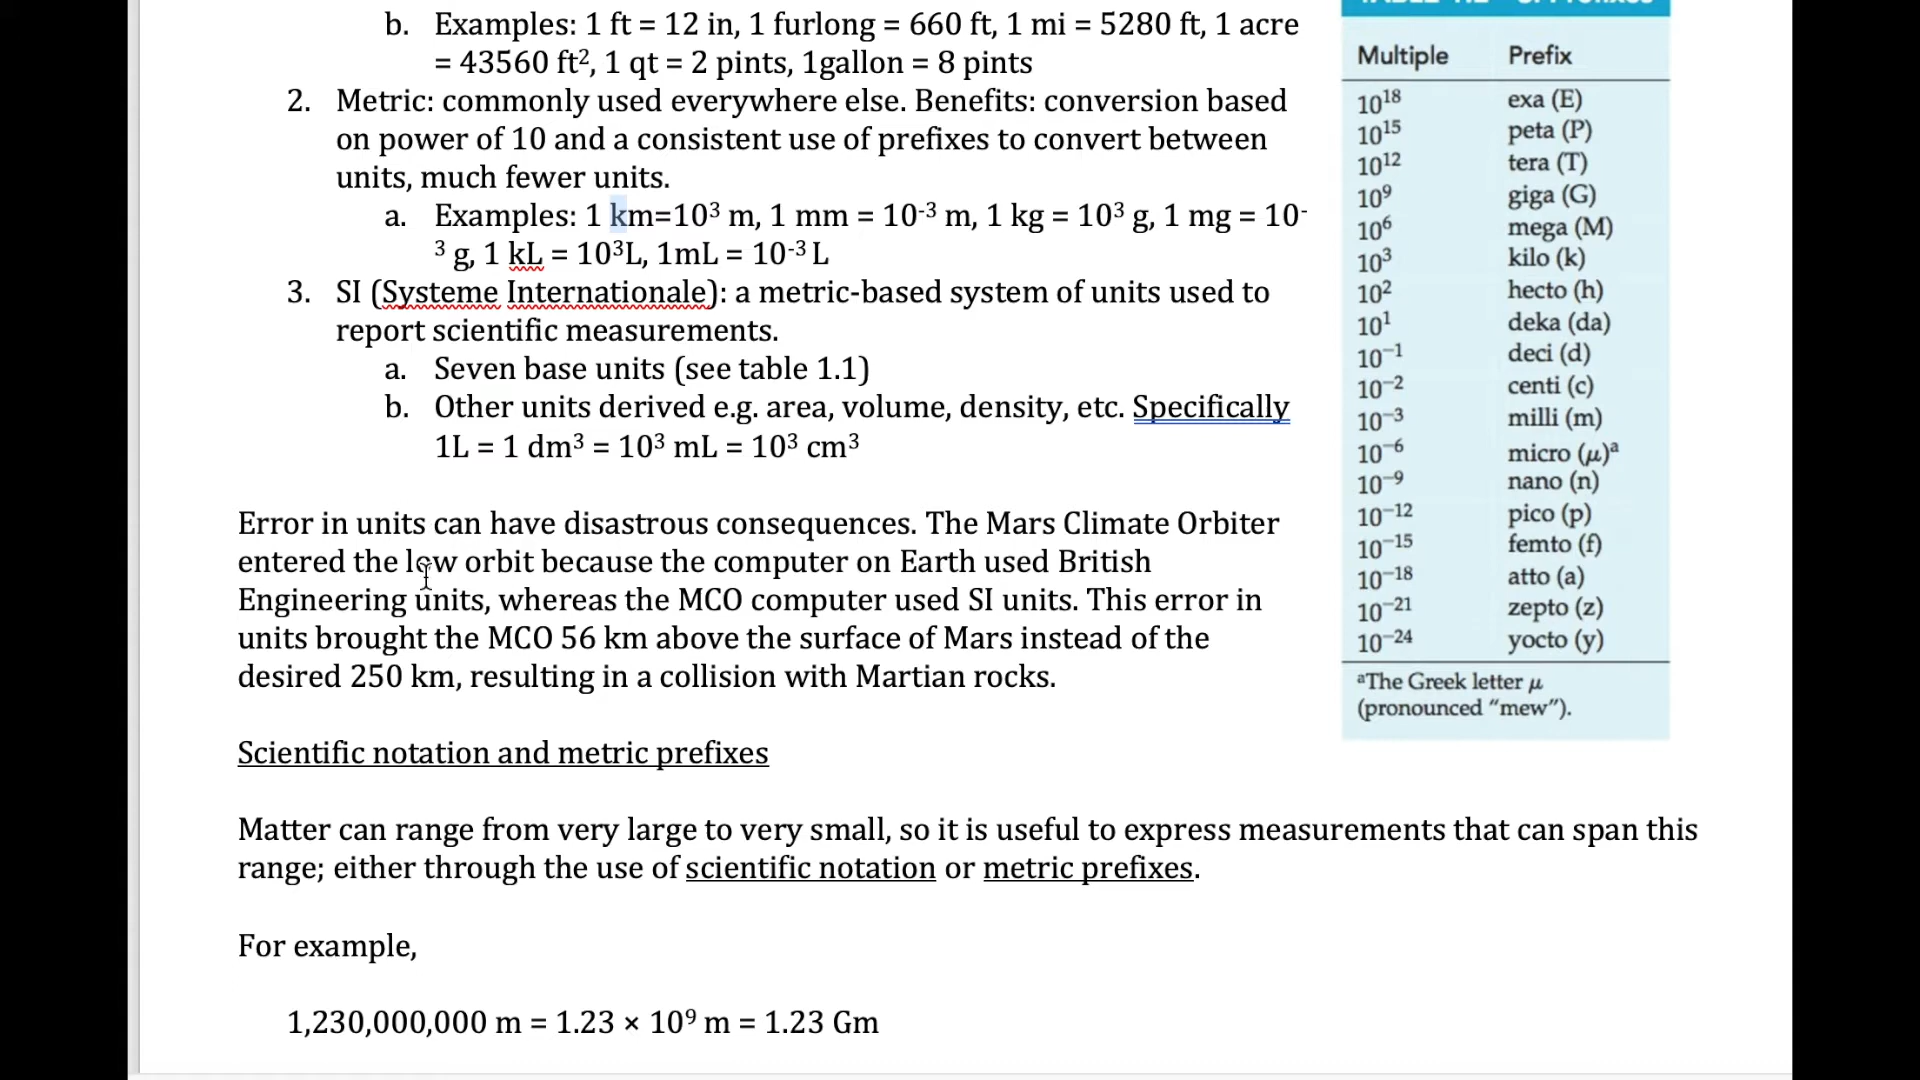 b. Examples: 1 ft = 12 in, 1 furlong = 660 ft, 1 mi = 5280 ft, 1 acre
= 43560 ft², 1 qt = 2 pints, 1gallon = 8 pints
2. Metric: commonly used everywhere else. Benefits: conversion based
on power of 10 and a consistent use of prefixes to convert between
units, much fewer units.
a. Examples: 1 km=10³ m, 1 mm = 10⁻³ m, 1 kg = 10³ g, 1 mg = 10⁻
³ g, 1 kL = 10³L, 1mL = 10⁻³ L
3. SI (Systeme Internationale): a metric-based system of units used to
report scientific measurements.
a. Seven base units (see table 1.1)
b. Other units derived e.g. area, volume, density, etc. Specifically
1L = 1 dm³ = 10³ mL = 10³ cm³
Error in units can have disastrous consequences. The Mars Climate Orbiter
entered the low orbit because the computer on Earth used British
Engineering units, whereas the MCO computer used SI units. This error in
units brought the MCO 56 km above the surface of Mars instead of the
desired 250 km, resulting in a collision with Martian rocks.
Scientific notation and metric prefixes
Matter can range from very large to very small, so it is useful to express measurements that can span this
range; either through the use of scientific notation or metric prefixes.
For example,
1,230,000,000 m = 1.23 × 10⁹ m = 1.23 Gm
Multiple Prefix
10¹⁸ exa (E)
10¹⁵ peta (P)
10¹² tera (T)
10⁹ giga (G)
10⁶ mega (M)
10³ kilo (k)
10² hecto (h)
10¹ deka (da)
10⁻¹ deci (d)
10⁻² centi (c)
10⁻³ milli (m)
10⁻⁶ micro (μ)ᵃ
10⁻⁹ nano (n)
10⁻¹² pico (p)
10⁻¹⁵ femto (f)
10⁻¹⁸ atto (a)
10⁻²¹ zepto (z)
10⁻²⁴ yocto (y)
ᵃThe Greek letter μ
(pronounced “mew”).